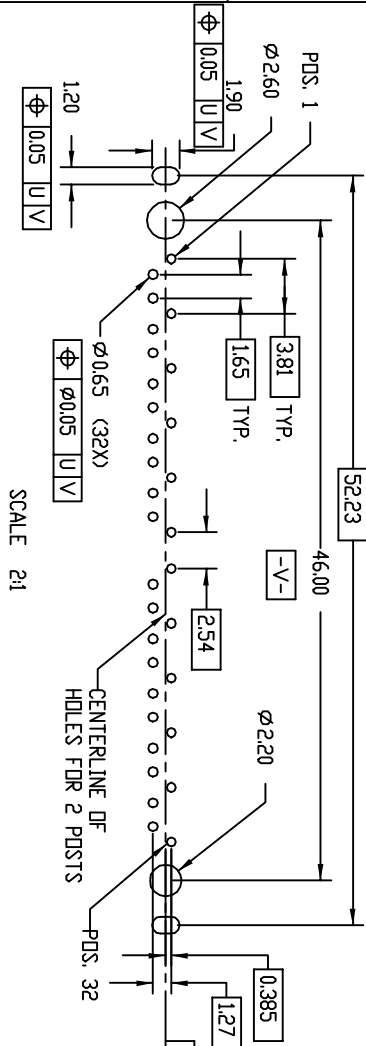 POS. 1
Ø2.60
1.90
⌖ 0.05 U V
1.20
⌖ 0.05 U V
52.23
46.00
-V-
3.81 TYP.
1.65 TYP.
Ø0.65 (32X)
⌖ Ø0.05 U V
2.54
Ø2.20
CENTERLINE OF
HOLES FOR 2 POSTS
POS. 32
0.385
1.27
SCALE 2:1